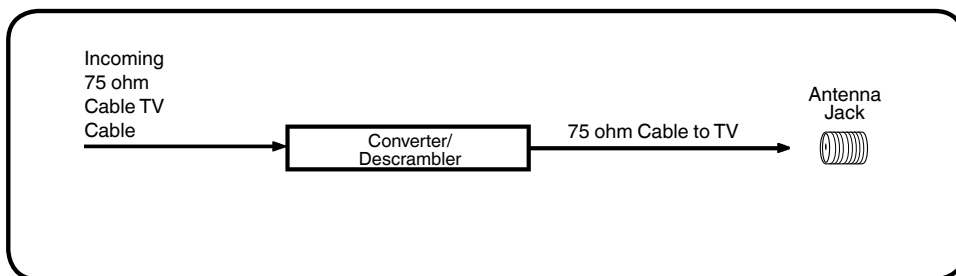 Incoming
75 ohm
Cable TV
Cable
Converter/
Descrambler
75 ohm Cable to TV
Antenna
Jack